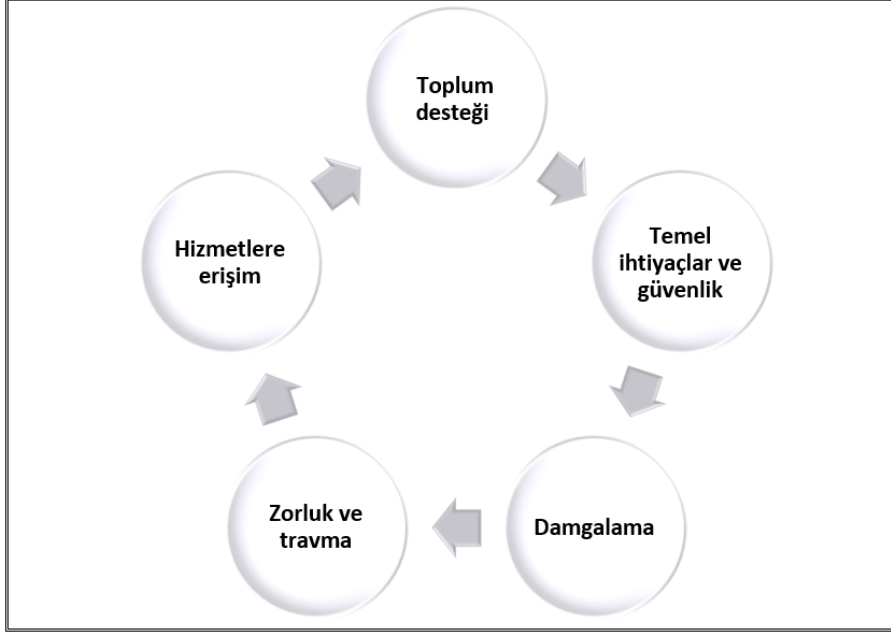 Toplum
desteği
Temel
ihtiyaçlar ve
güvenlik
Damgalama
Zorluk ve
travma
Hizmetlere
erişim